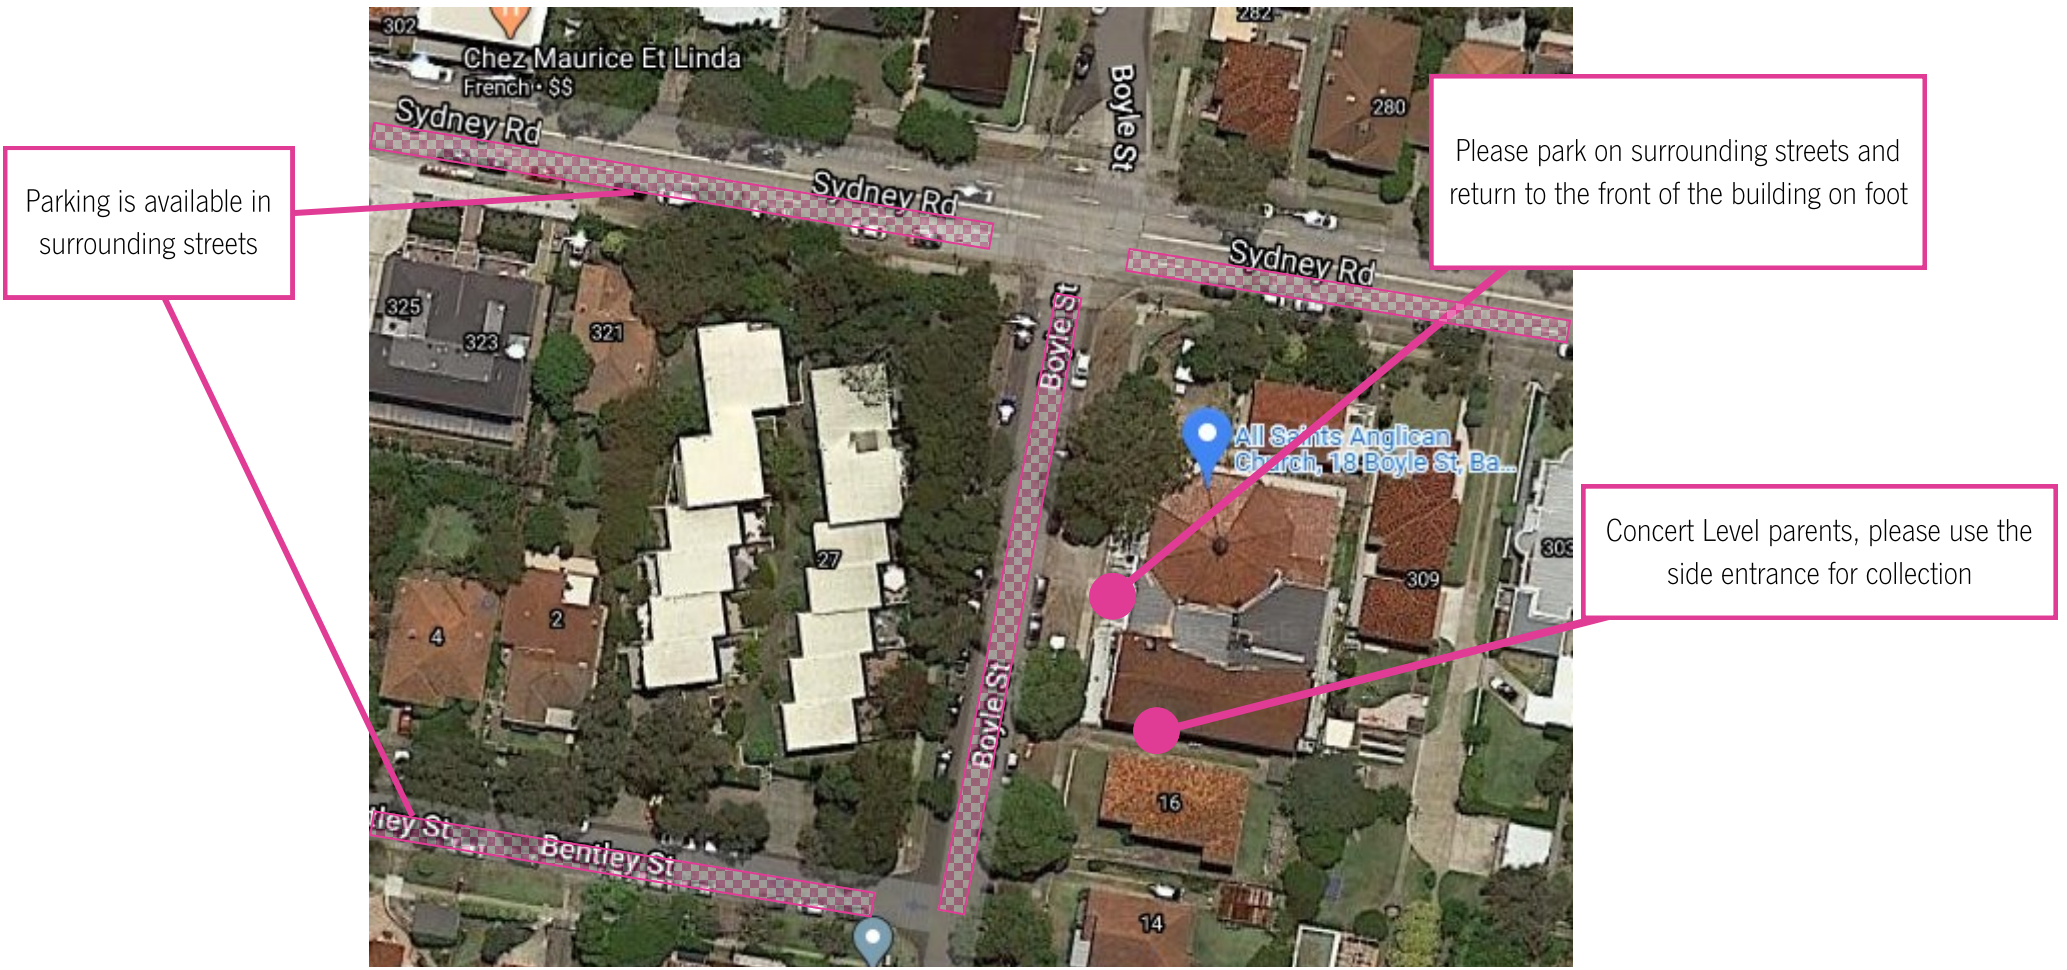 302
Chez Maurice Et Linda
French · $$
282
Boyle St
280
Sydney Rd
Sydney Rd
Sydney Rd
Please park on surrounding streets and
return to the front of the building on foot
Parking is available in
surrounding streets
325
323
321
Boyle St
All Saints Anglican
Church, 18 Boyle St, Ba...
Concert Level parents, please use the
side entrance for collection
27
303
309
4
2
Boyle St
16
tley St
Bentley St
14